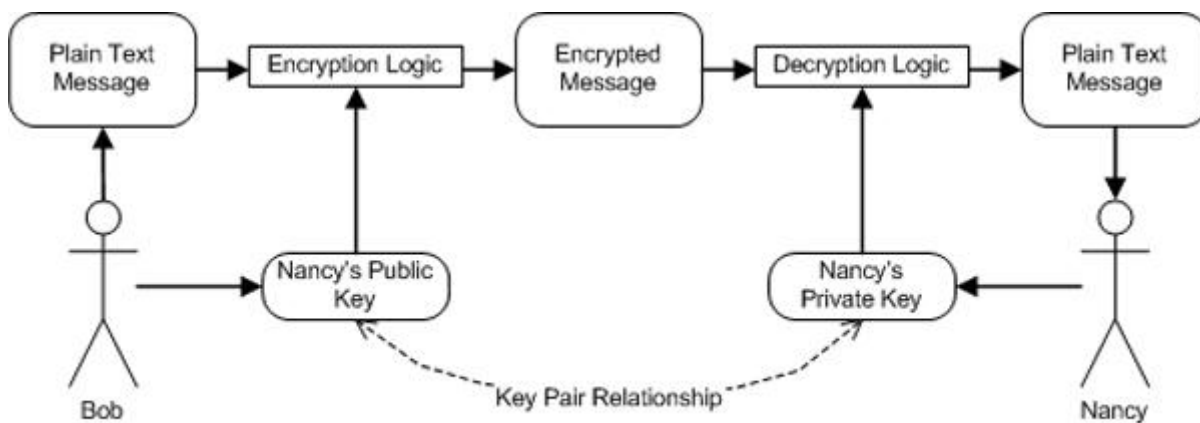 Plain Text
Message
Encryption Logic
Encrypted
Message
Decryption Logic
Plain Text
Message
Nancy's Public
Key
Nancy's
Private Key
Key Pair Relationship
Bob
Nancy